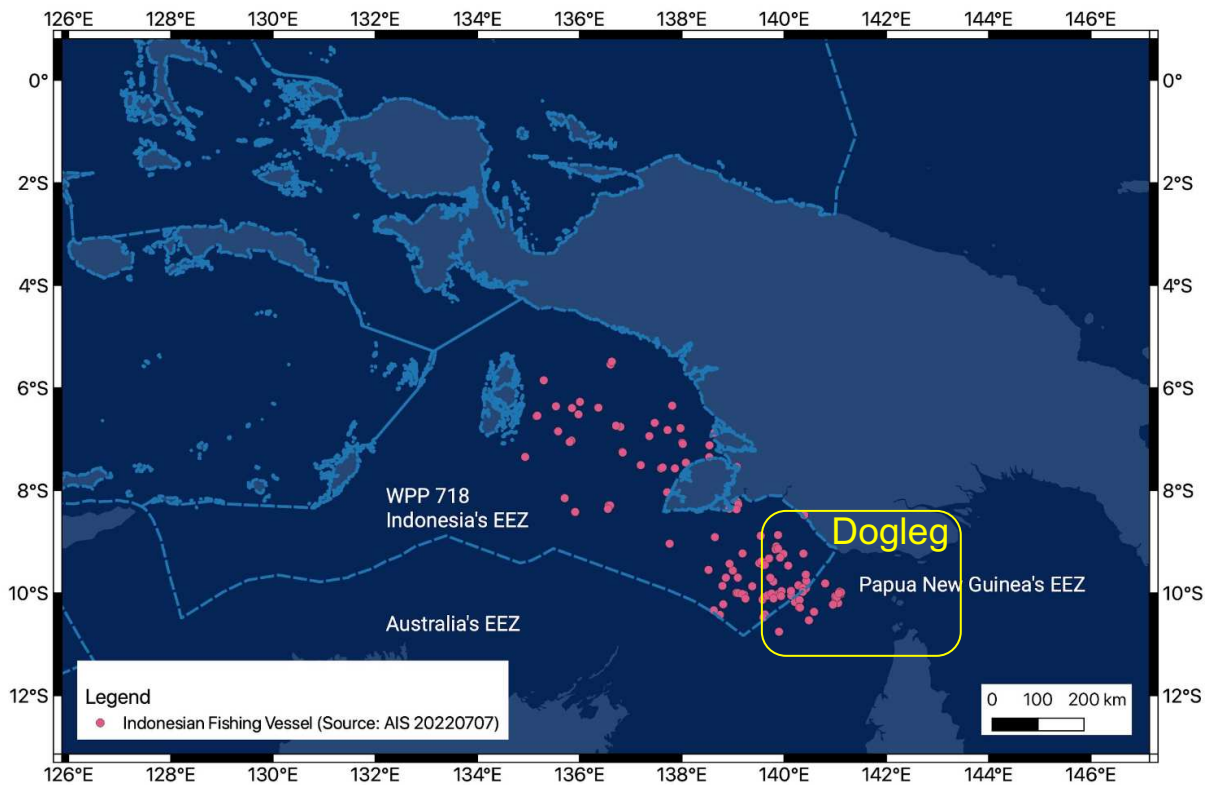 126°E 128°E 130°E 132°E 134°E 136°E 138°E 140°E 142°E 144°E 146°E
0° 0°
2°S 2°S
4°S 4°S
6°S 6°S
8°S 8°S
WPP 718
Indonesia's EEZ
Dogleg
10°S 10°S
Papua New Guinea's EEZ
Australia's EEZ
12°S 12°S
Legend
Indonesian Fishing Vessel (Source: AIS 20220707)
0 100 200 km
126°E 128°E 130°E 132°E 134°E 136°E 138°E 140°E 142°E 144°E 146°E